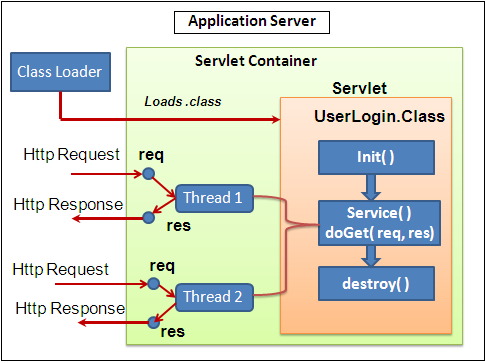 Application Server
Servlet Container
Class Loader
Servlet
Loads .class
UserLogin.Class
Http Request
req
Init( )
Thread 1
Http Response
res
Service( )
doGet( req, res)
Http Request
req
destroy( )
Thread 2
Http Response
res